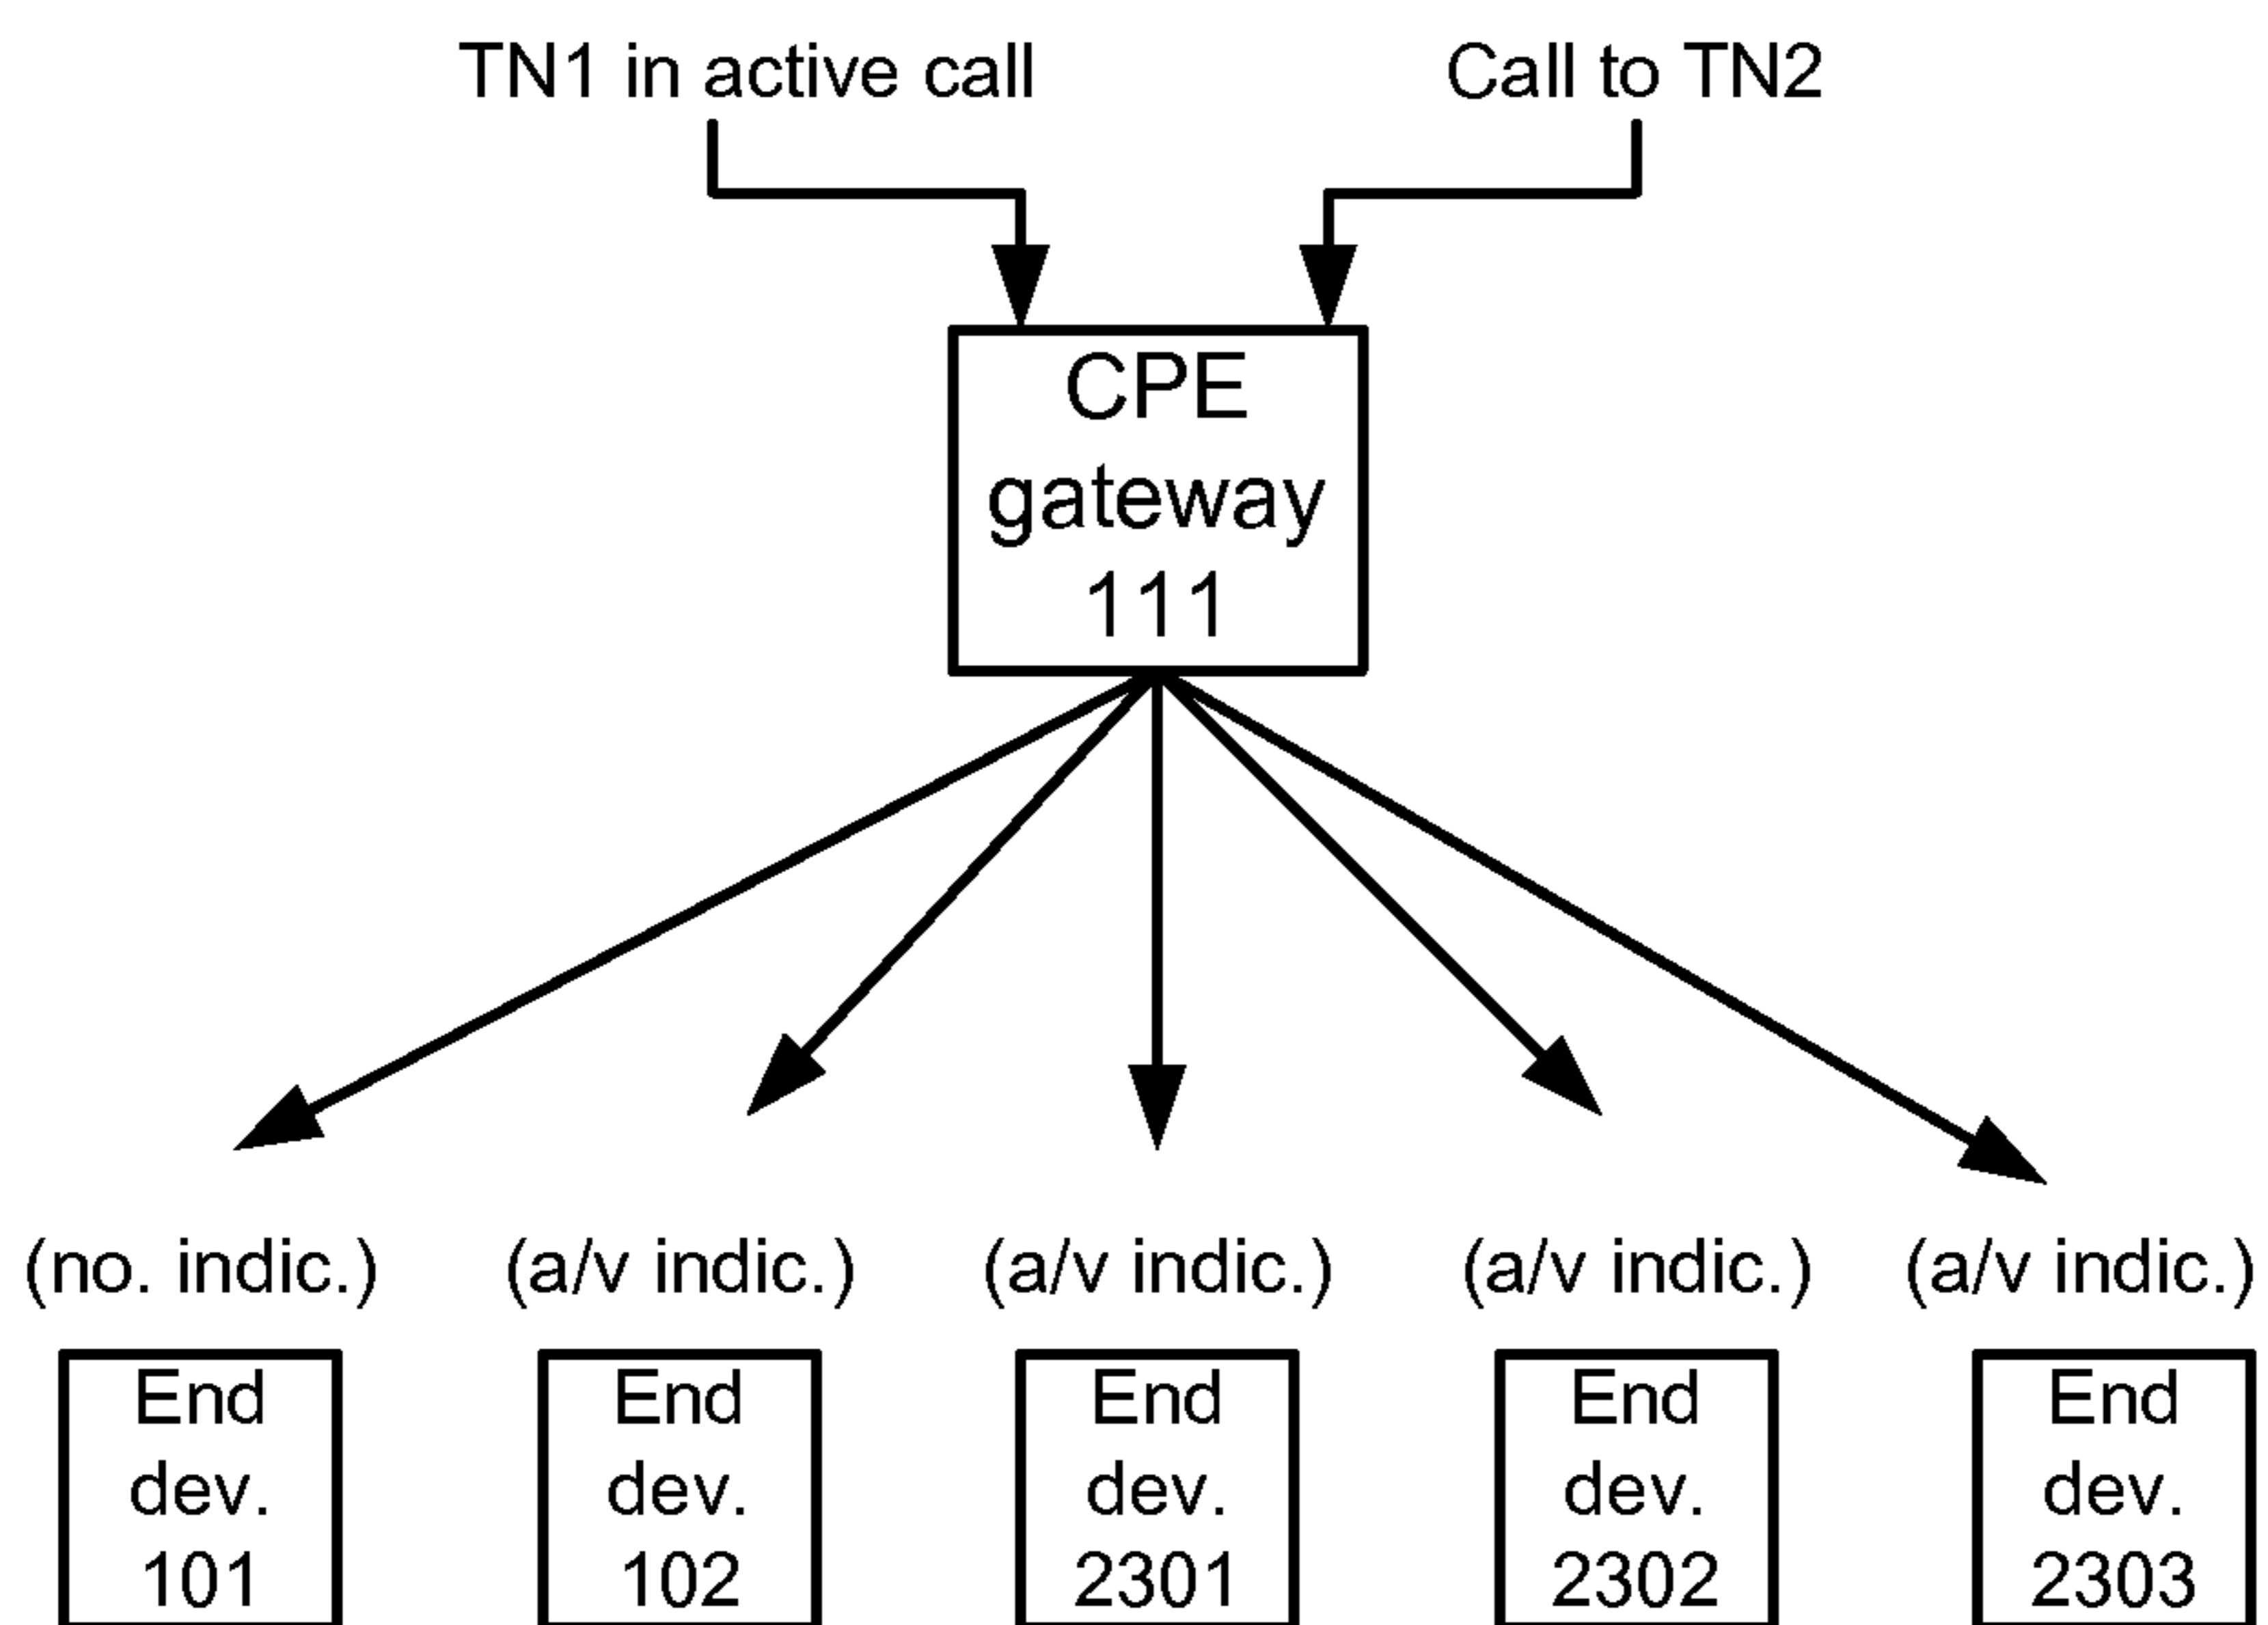 TN1 in active call
Call to TN2
CPE
gateway
111
(no. indic.)
(a/v indic.)
(a/v indic.)
(a/v indic.)
(a/v indic.)
End
dev.
101
End
dev.
102
End
dev.
2301
End
dev.
2302
End
dev.
2303